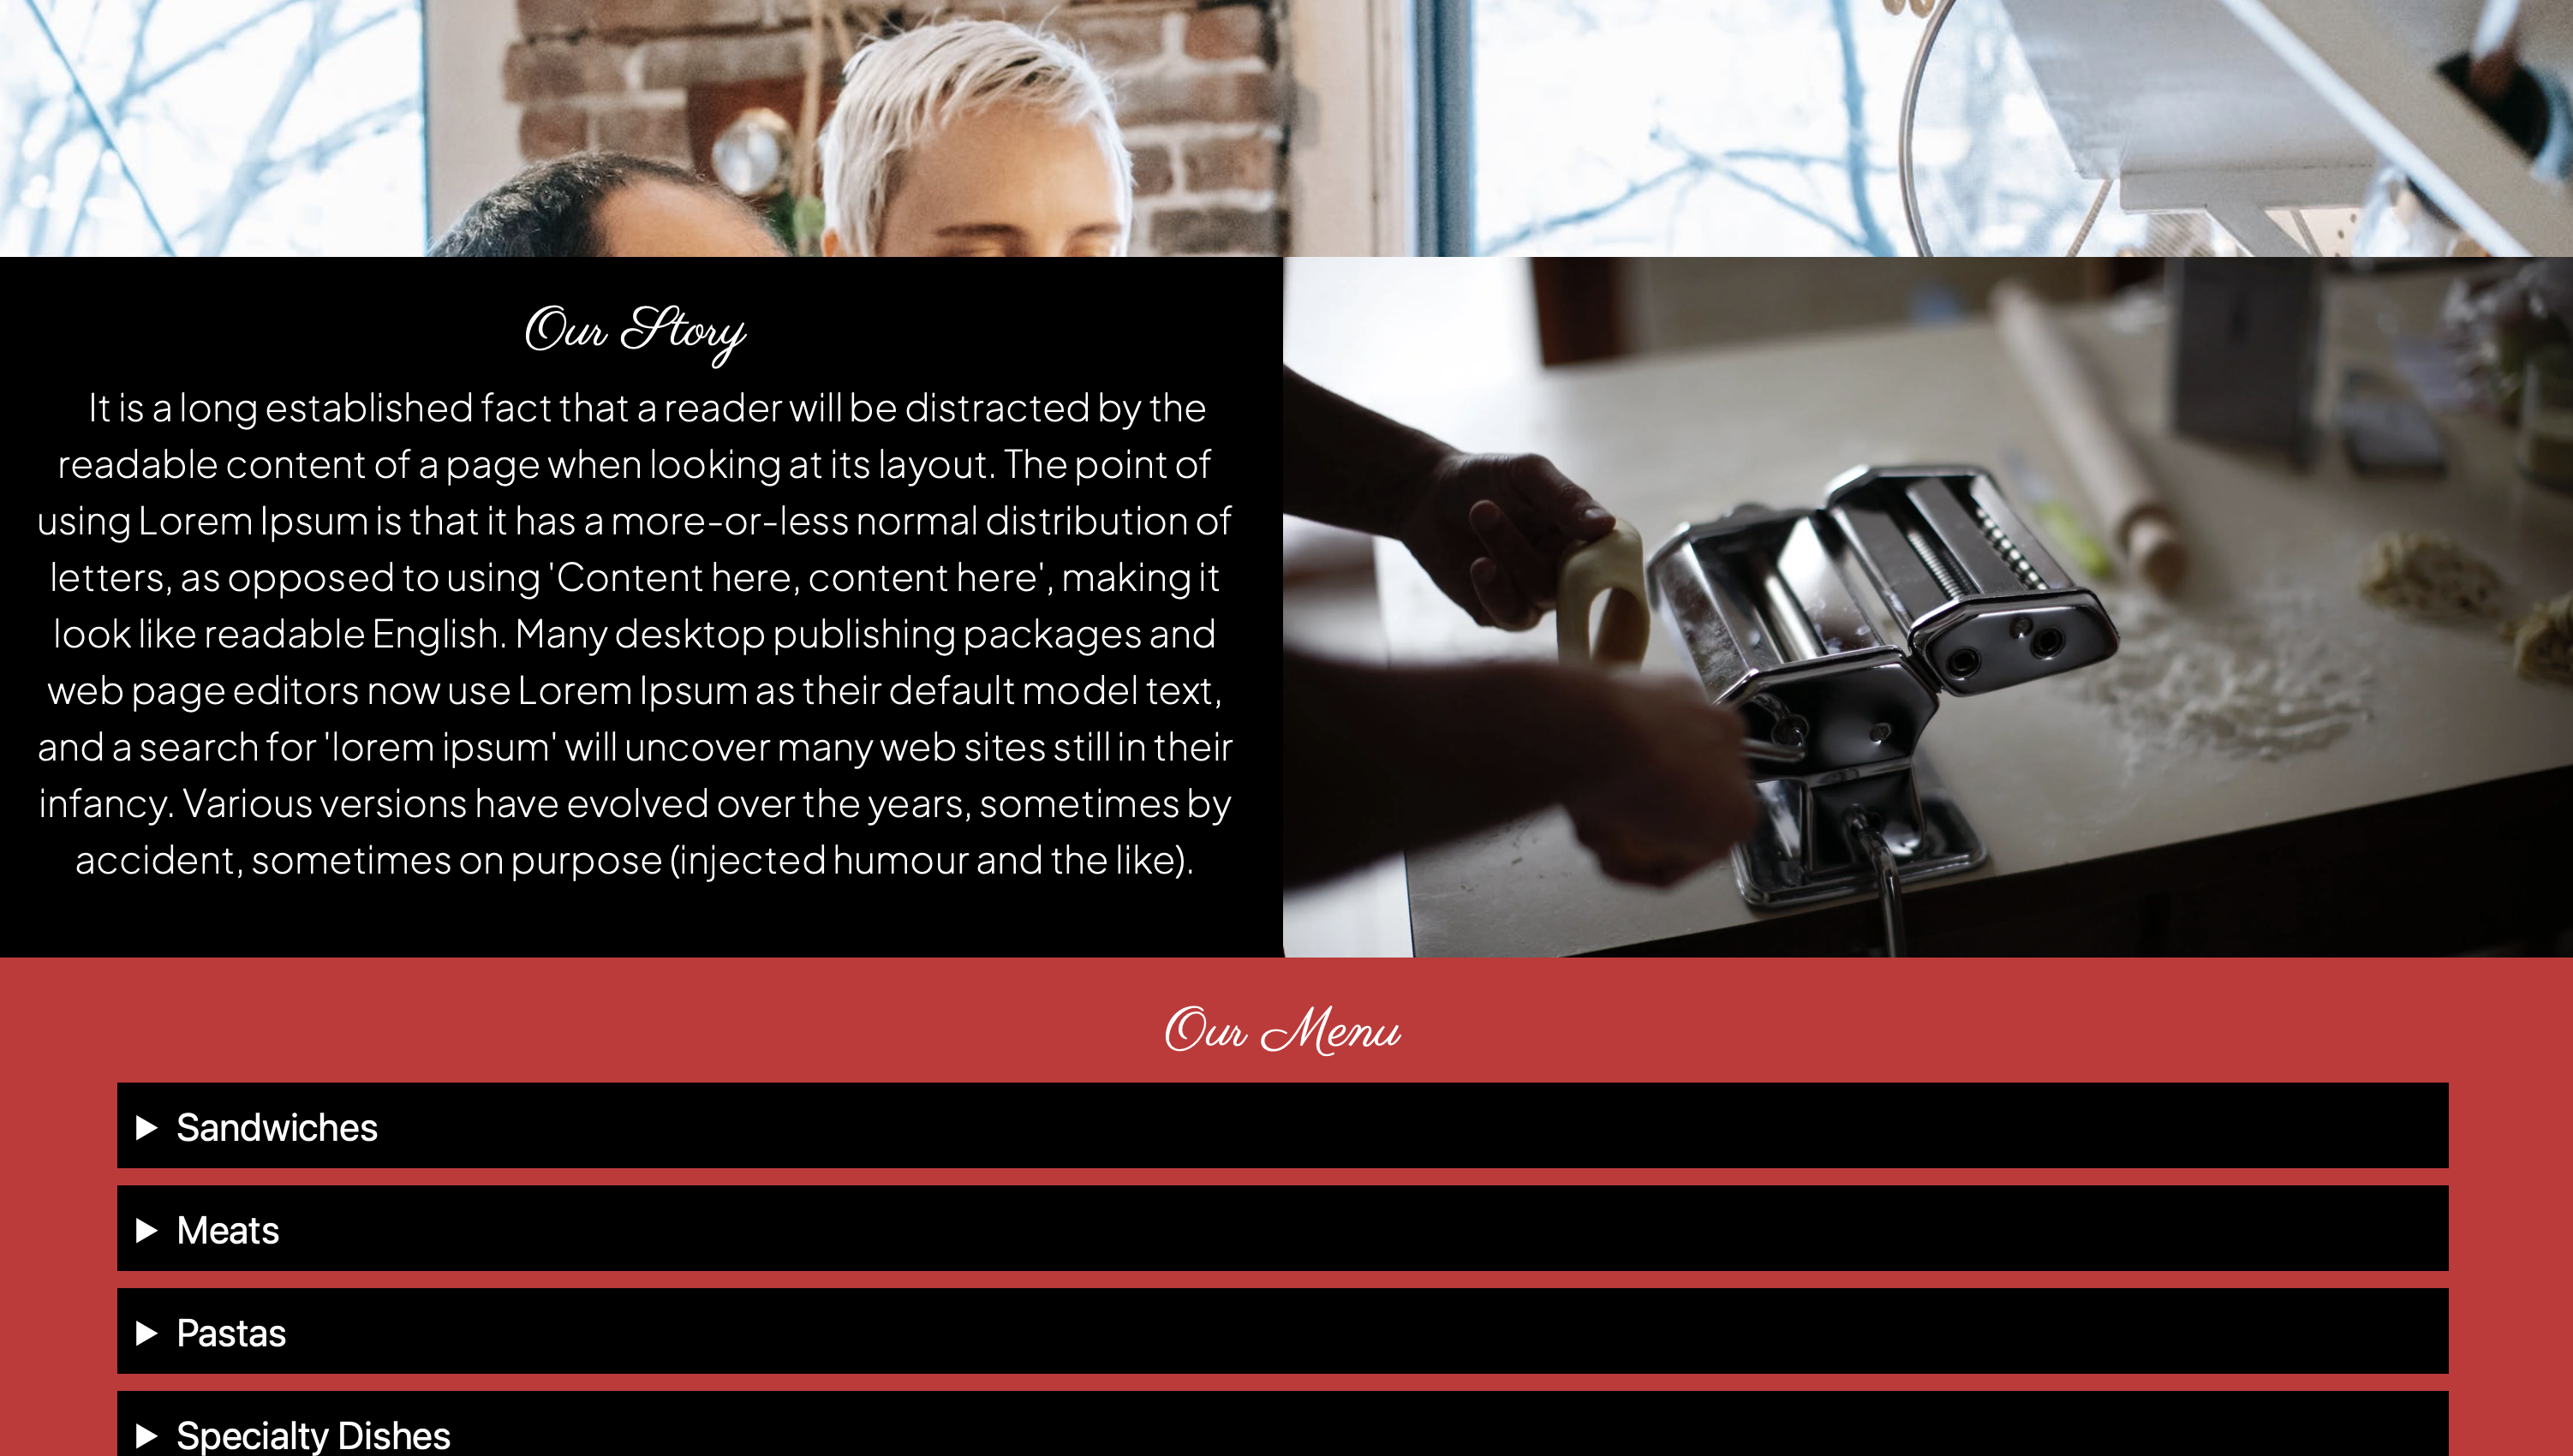 Our Story
It is a long established fact that a reader will be distracted by the
readable content of a page when looking at its layout. The point of
using Lorem Ipsum is that it has a more-or-less normal distribution of
letters, as opposed to using 'Content here, content here', making it
look like readable English. Many desktop publishing packages and
web page editors now use Lorem Ipsum as their default model text,
and a search for 'lorem ipsum' will uncover many web sites still in their
infancy. Various versions have evolved over the years, sometimes by
accident, sometimes on purpose (injected humour and the like).
Our Menu
Sandwiches
Meats
Pastas
Specialty Dishes